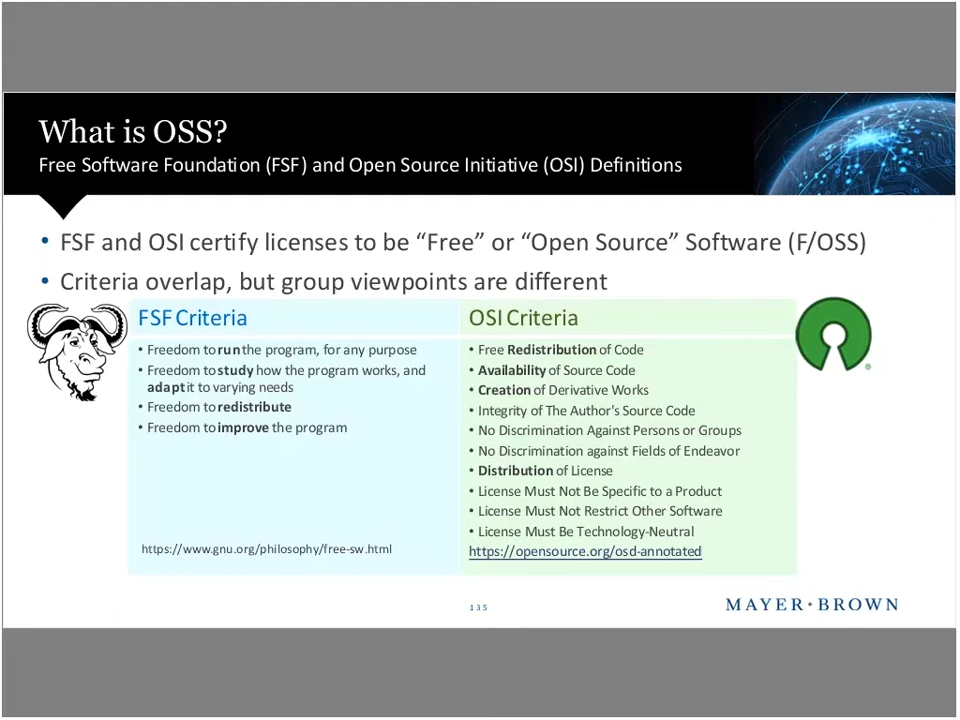 What is OSS?
Free Software Foundation (FSF) and Open Source Initiative (OSI) Definitions
• FSF and OSI certify licenses to be “Free” or “Open Source” Software (F/OSS)
• Criteria overlap, but group viewpoints are different
FSF Criteria
• Freedom to run the program, for any purpose
• Freedom to study how the program works, and
adapt it to varying needs
• Freedom to redistribute
• Freedom to improve the program
https://www.gnu.org/philosophy/free-sw.html
OSI Criteria
• Free Redistribution of Code
• Availability of Source Code
• Creation of Derivative Works
• Integrity of The Author's Source Code
• No Discrimination Against Persons or Groups
• No Discrimination against Fields of Endeavor
• Distribution of License
• License Must Not Be Specific to a Product
• License Must Not Restrict Other Software
• License Must Be Technology-Neutral
https://opensource.org/osd-annotated
135
MAYER•BROWN